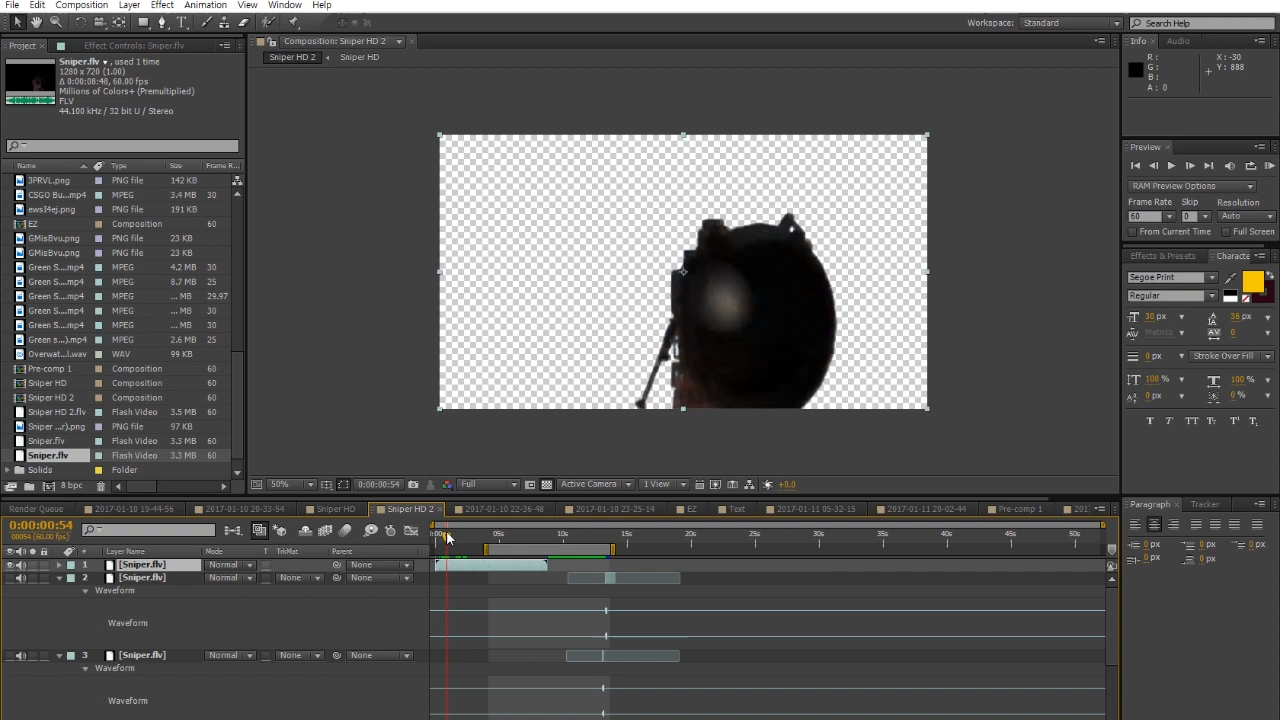 File Edit Composition Layer Effect Animation View Window Help
Workspace: Standard Search Help
Project Effect Controls: Sniper.flv
Composition: Sniper HD 2
Info Audio
Sniper HD 2 Sniper HD
Sniper.flv , used 1 time
1280 x 720 (1.00)
Δ 0:00:08:48, 60.00 fps
Millions of Colors+ (Premultiplied)
FLV
44.100 kHz / 32 bit U / Stereo
R :
G :
B :
A : 0
X : -30
Y : 888
Preview
RAM Preview Options
Frame Rate Skip Resolution
60 0 Auto
From Current Time Full Screen
Name Type Size Frame R...
3PRVL.png PNG file 142 KB
CSGO Bu....mp4 MPEG 3.4 MB 30
ews14ej.png PNG file 191 KB
EZ Composition 60
GMisBvu.png PNG file 23 KB
GMisBvu.png PNG file 23 KB
Green S....mp4 MPEG 4.2 MB 30
Green S....mp4 MPEG 8.7 MB 25
Green S....mp4 MPEG ... MB 29.97
Green S....mp4 MPEG ... MB 30
Green S....mp4 MPEG ... MB 30
Green s)....mp4 MPEG 2.6 MB 25
Overwat...l.wav WAV 99 KB
Pre-comp 1 Composition 60
Sniper HD Composition 60
Sniper HD 2 Composition 60
Sniper HD 2.flv Flash Video 3.5 MB 60
Sniper ...r).png PNG file 97 KB
Sniper.flv Flash Video 3.3 MB 60
Sniper.flv Flash Video 3.3 MB 60
Solids Folder
8 bpc
Effects & Presets Characte
Segoe Print
Regular
30 px 36 px
Metrics 0
0 px Stroke Over Fill
100 % 100 %
0 px 0 %
T T TT Tr T¹ T₁
50% 0:00:00:54 Full Active Camera 1 View +0.0
Render Queue 2017-01-10 19-44-56 2017-01-10 20-33-54 Sniper HD Sniper HD 2 2017-01-10 22-36-48 2017-01-10 23-25-14 EZ Text 2017-01-11 05-32-15 2017-01-11 20-02-44 Pre-comp 1
Paragraph Tracker
0:00:00:54
00054 (60.00 fps)
05s 10s 15s 20s 25s 30s 35s 40s 45s 50s
0 px 0 px 0 px
0 px 0 px
# Layer Name Mode T TrkMat Parent
1 [Sniper.flv] Normal None
2 [Sniper.flv] Normal None None
Waveform
Waveform
3 [Sniper.flv] Normal None None
Waveform
Waveform